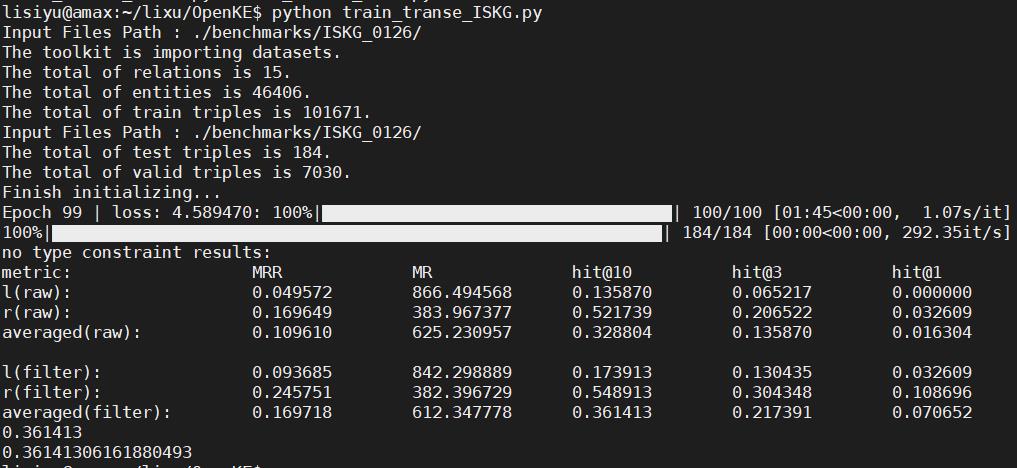 lisiyu@amax:~/lixu/OpenKE$ python train_transe_ISKG.py
Input Files Path : ./benchmarks/ISKG_0126/
The toolkit is importing datasets.
The total of relations is 15.
The total of entities is 46406.
The total of train triples is 101671.
Input Files Path : ./benchmarks/ISKG_0126/
The total of test triples is 184.
The total of valid triples is 7030.
Finish initializing...
Epoch 99 | loss: 4.589470: 100%| | 100/100 [01:45<00:00, 1.07s/it]
100%| | 184/184 [00:00<00:00, 292.35it/s]
no type constraint results:
metric: MRR MR hit@10 hit@3 hit@1
l(raw): 0.049572 866.494568 0.135870 0.065217 0.000000
r(raw): 0.169649 383.967377 0.521739 0.206522 0.032609
averaged(raw): 0.109610 625.230957 0.328804 0.135870 0.016304
l(filter): 0.093685 842.298889 0.173913 0.130435 0.032609
r(filter): 0.245751 382.396729 0.548913 0.304348 0.108696
averaged(filter): 0.169718 612.347778 0.361413 0.217391 0.070652
0.361413
0.36141306161880493